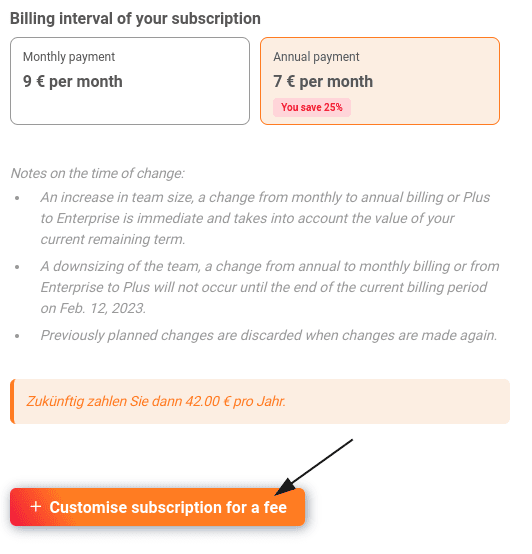 Billing interval of your subscription
Monthly payment
9 € per month
Annual payment
7 € per month
You save 25%
Notes on the time of change:
• An increase in team size, a change from monthly to annual billing or Plus
to Enterprise is immediate and takes into account the value of your
current remaining term.
• A downsizing of the team, a change from annual to monthly billing or from
Enterprise to Plus will not occur until the end of the current billing period
on Feb. 12, 2023.
• Previously planned changes are discarded when changes are made again.
Zukünftig zahlen Sie dann 42.00 € pro Jahr.
+ Customise subscription for a fee